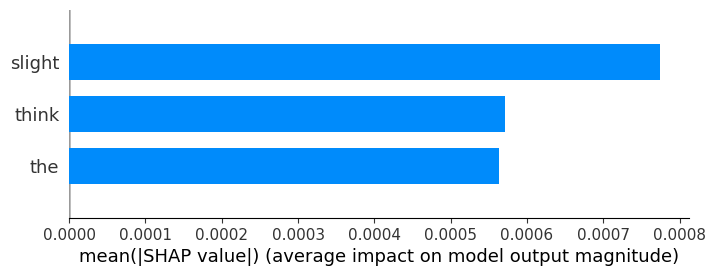 slight
think
the
0.0000 0.0001 0.0002 0.0003 0.0004 0.0005 0.0006 0.0007 0.0008
mean(|SHAP value|) (average impact on model output magnitude)